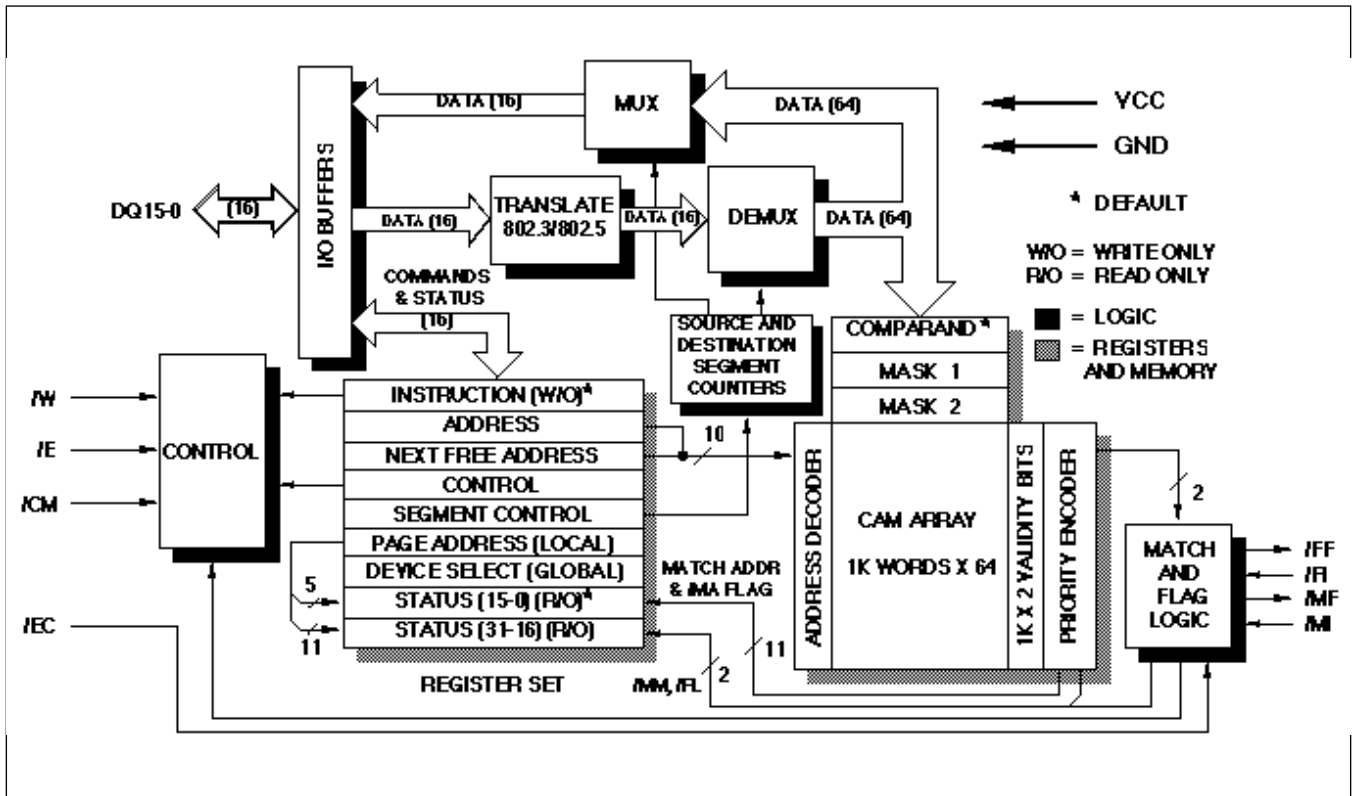 DATA (16)
MUX
DATA (64)
VCC
GND
* DEFAULT
DQ15-0
(16)
I/O BUFFERS
DATA (16)
TRANSLATE
802.3/802.5
DATA (16)
DEMUX
DATA (64)
W/O = WRITE ONLY
R/O = READ ONLY
= LOGIC
= REGISTERS
AND MEMORY
COMMANDS
& STATUS
(16)
SOURCE AND
DESTINATION
SEGMENT
COUNTERS
COMPARAND*
MASK 1
MASK 2
/W
/E
/CM
/EC
CONTROL
INSTRUCTION (W/O)*
ADDRESS
NEXT FREE ADDRESS
CONTROL
SEGMENT CONTROL
PAGE ADDRESS (LOCAL)
DEVICE SELECT (GLOBAL)
STATUS (15-0) (R/O)*
STATUS (31-16) (R/O)
REGISTER SET
5
11
10
MATCH ADDR
& /MA FLAG
11
2
/MM, /FL
ADDRESS DECODER
CAM ARRAY
1K WORDS X 64
1K X 2 VALIDITY BITS
PRIORITY ENCODER
2
MATCH
AND
FLAG
LOGIC
/FF
/FI
/MF
/MI